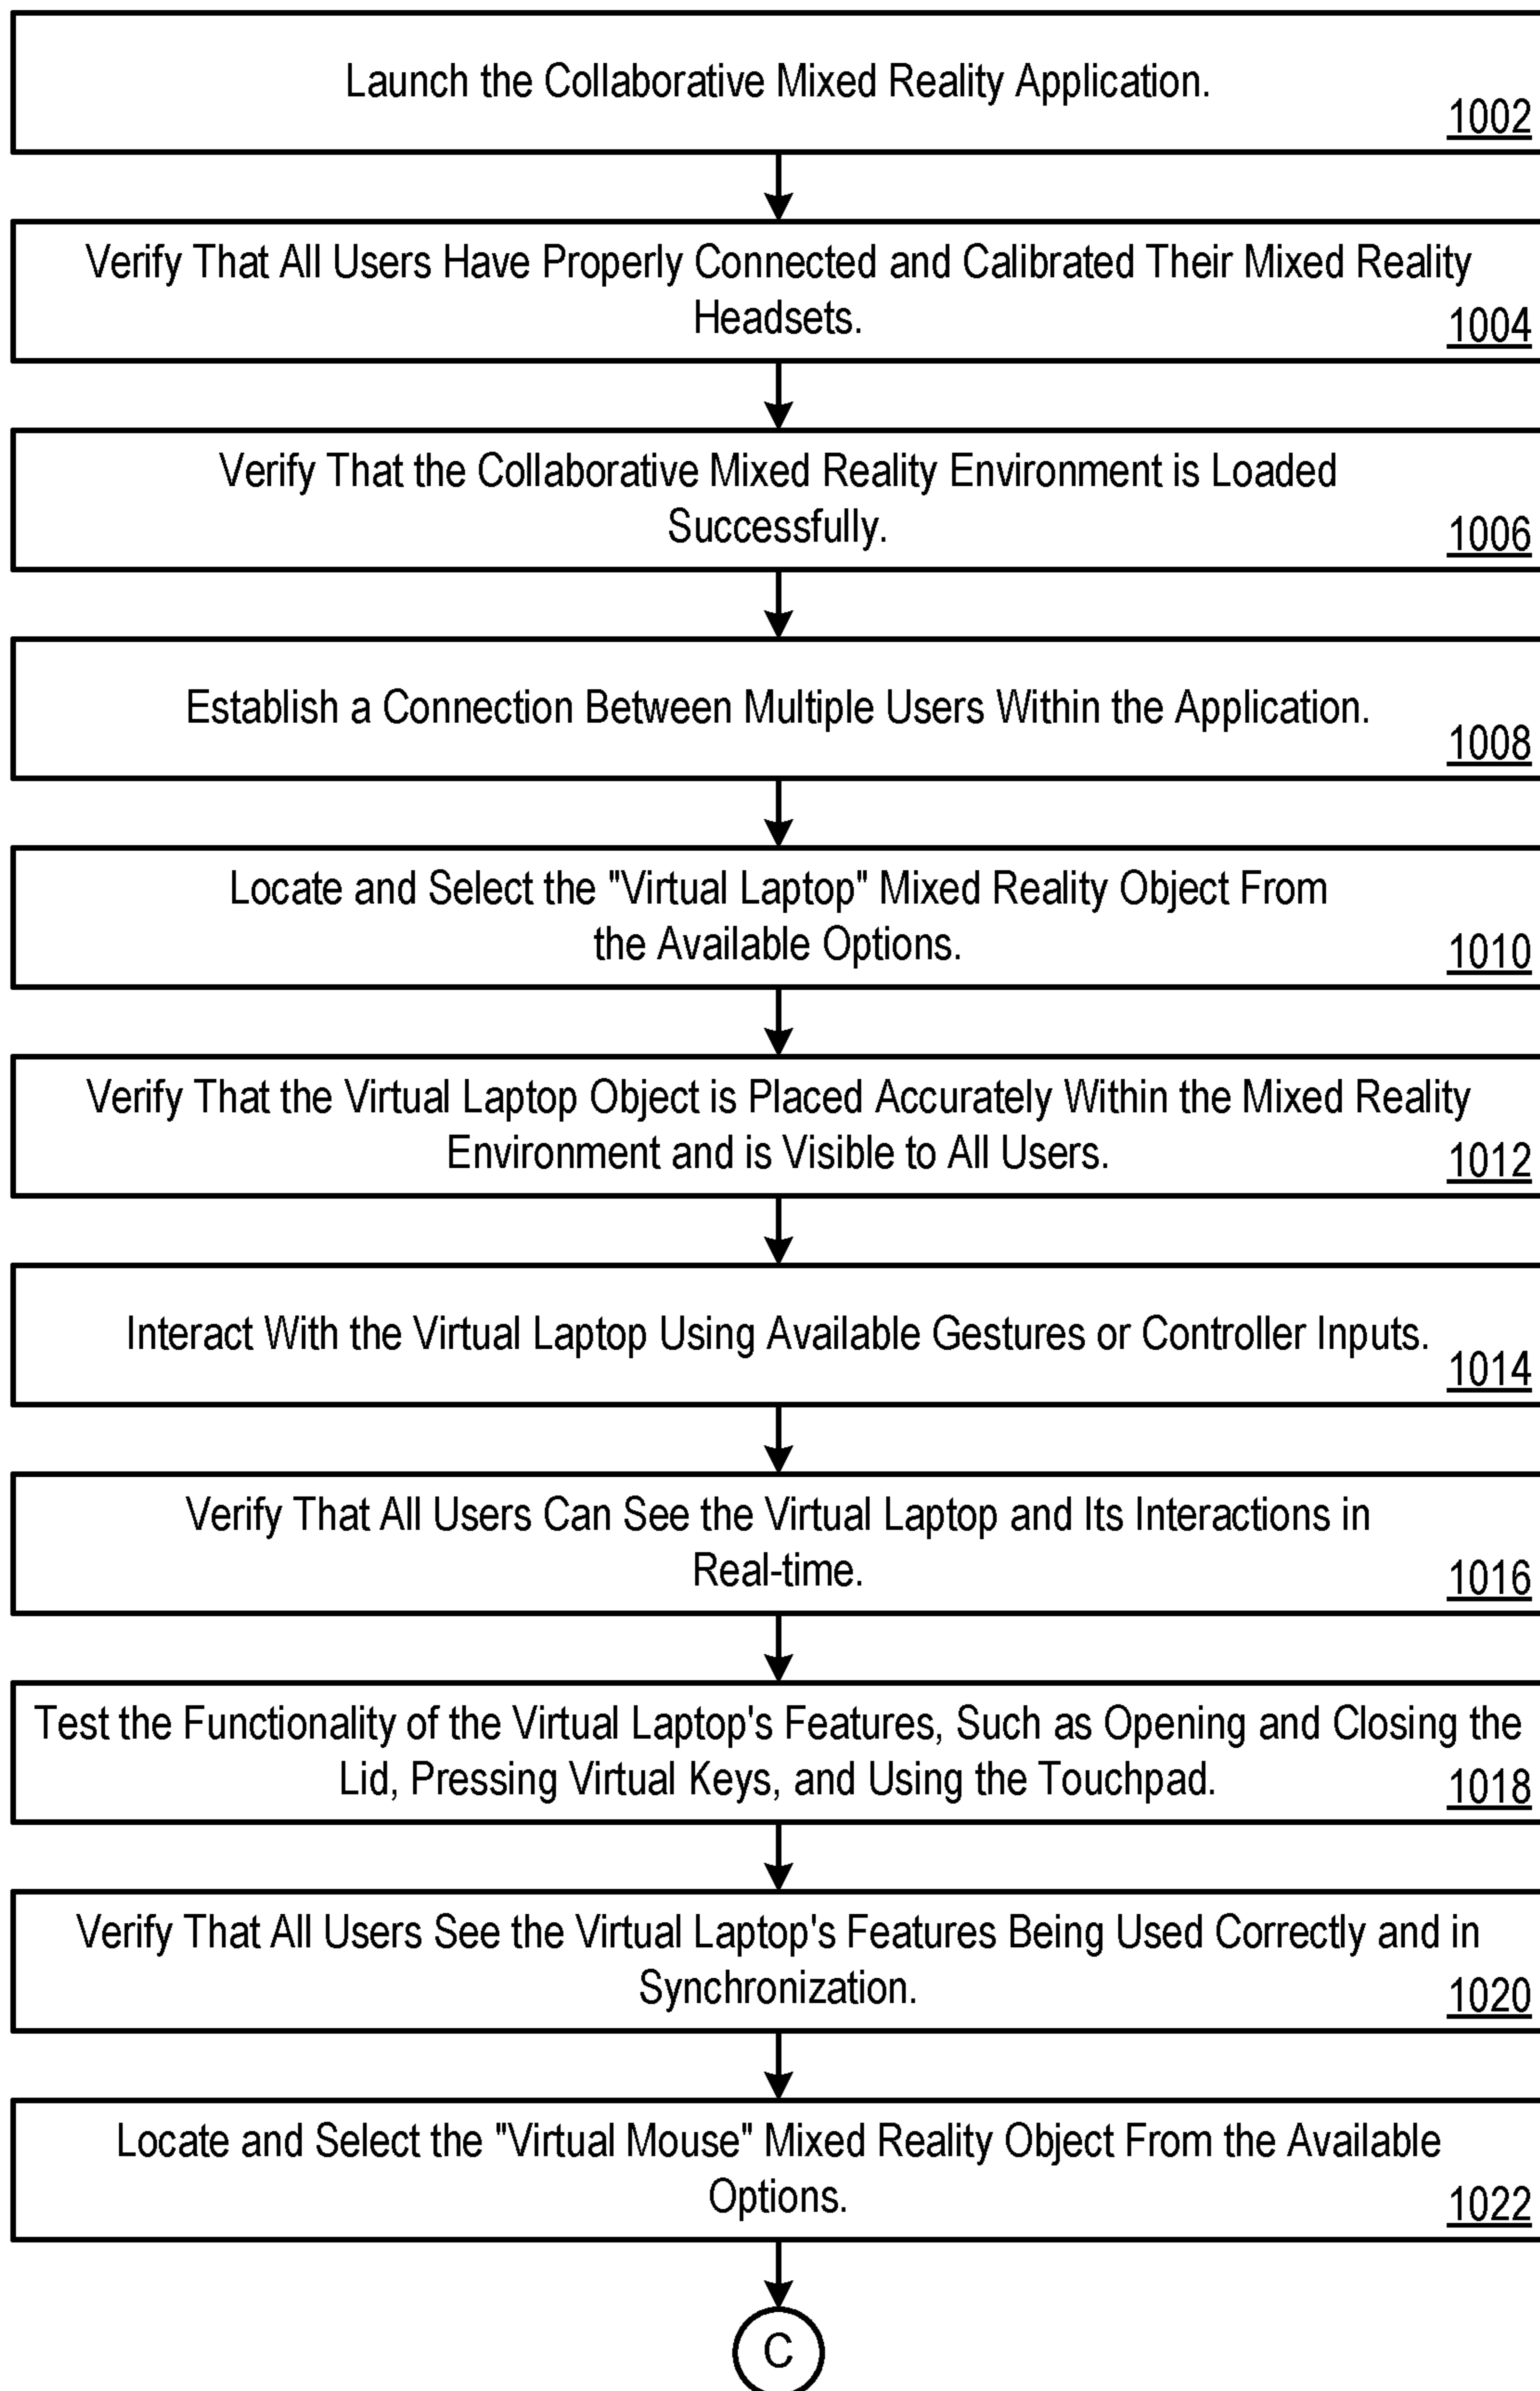 Launch the Collaborative Mixed Reality Application.
1002
Verify That All Users Have Properly Connected and Calibrated Their Mixed Reality
Headsets.
1004
Verify That the Collaborative Mixed Reality Environment is Loaded
Successfully.
1006
Establish a Connection Between Multiple Users Within the Application.
1008
Locate and Select the "Virtual Laptop" Mixed Reality Object From
the Available Options.
1010
Verify That the Virtual Laptop Object is Placed Accurately Within the Mixed Reality
Environment and is Visible to All Users.
1012
Interact With the Virtual Laptop Using Available Gestures or Controller Inputs.
1014
Verify That All Users Can See the Virtual Laptop and Its Interactions in
Real-time.
1016
Test the Functionality of the Virtual Laptop's Features, Such as Opening and Closing the
Lid, Pressing Virtual Keys, and Using the Touchpad.
1018
Verify That All Users See the Virtual Laptop's Features Being Used Correctly and in
Synchronization.
1020
Locate and Select the "Virtual Mouse" Mixed Reality Object From the Available
Options.
1022
C